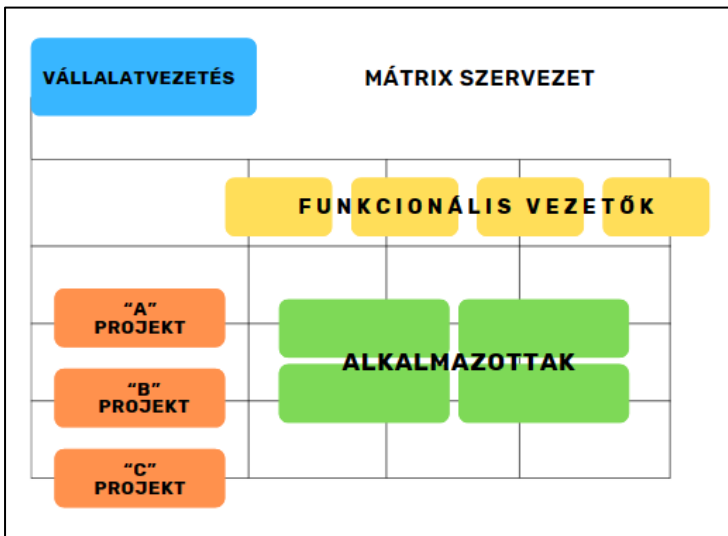 VÁLLALATVEZETÉS
MÁTRIX SZERVEZET
FUNKCIONÁLIS VEZETŐK
"A"
PROJEKT
ALKALMAZOTTAK
"B"
PROJEKT
"C"
PROJEKT